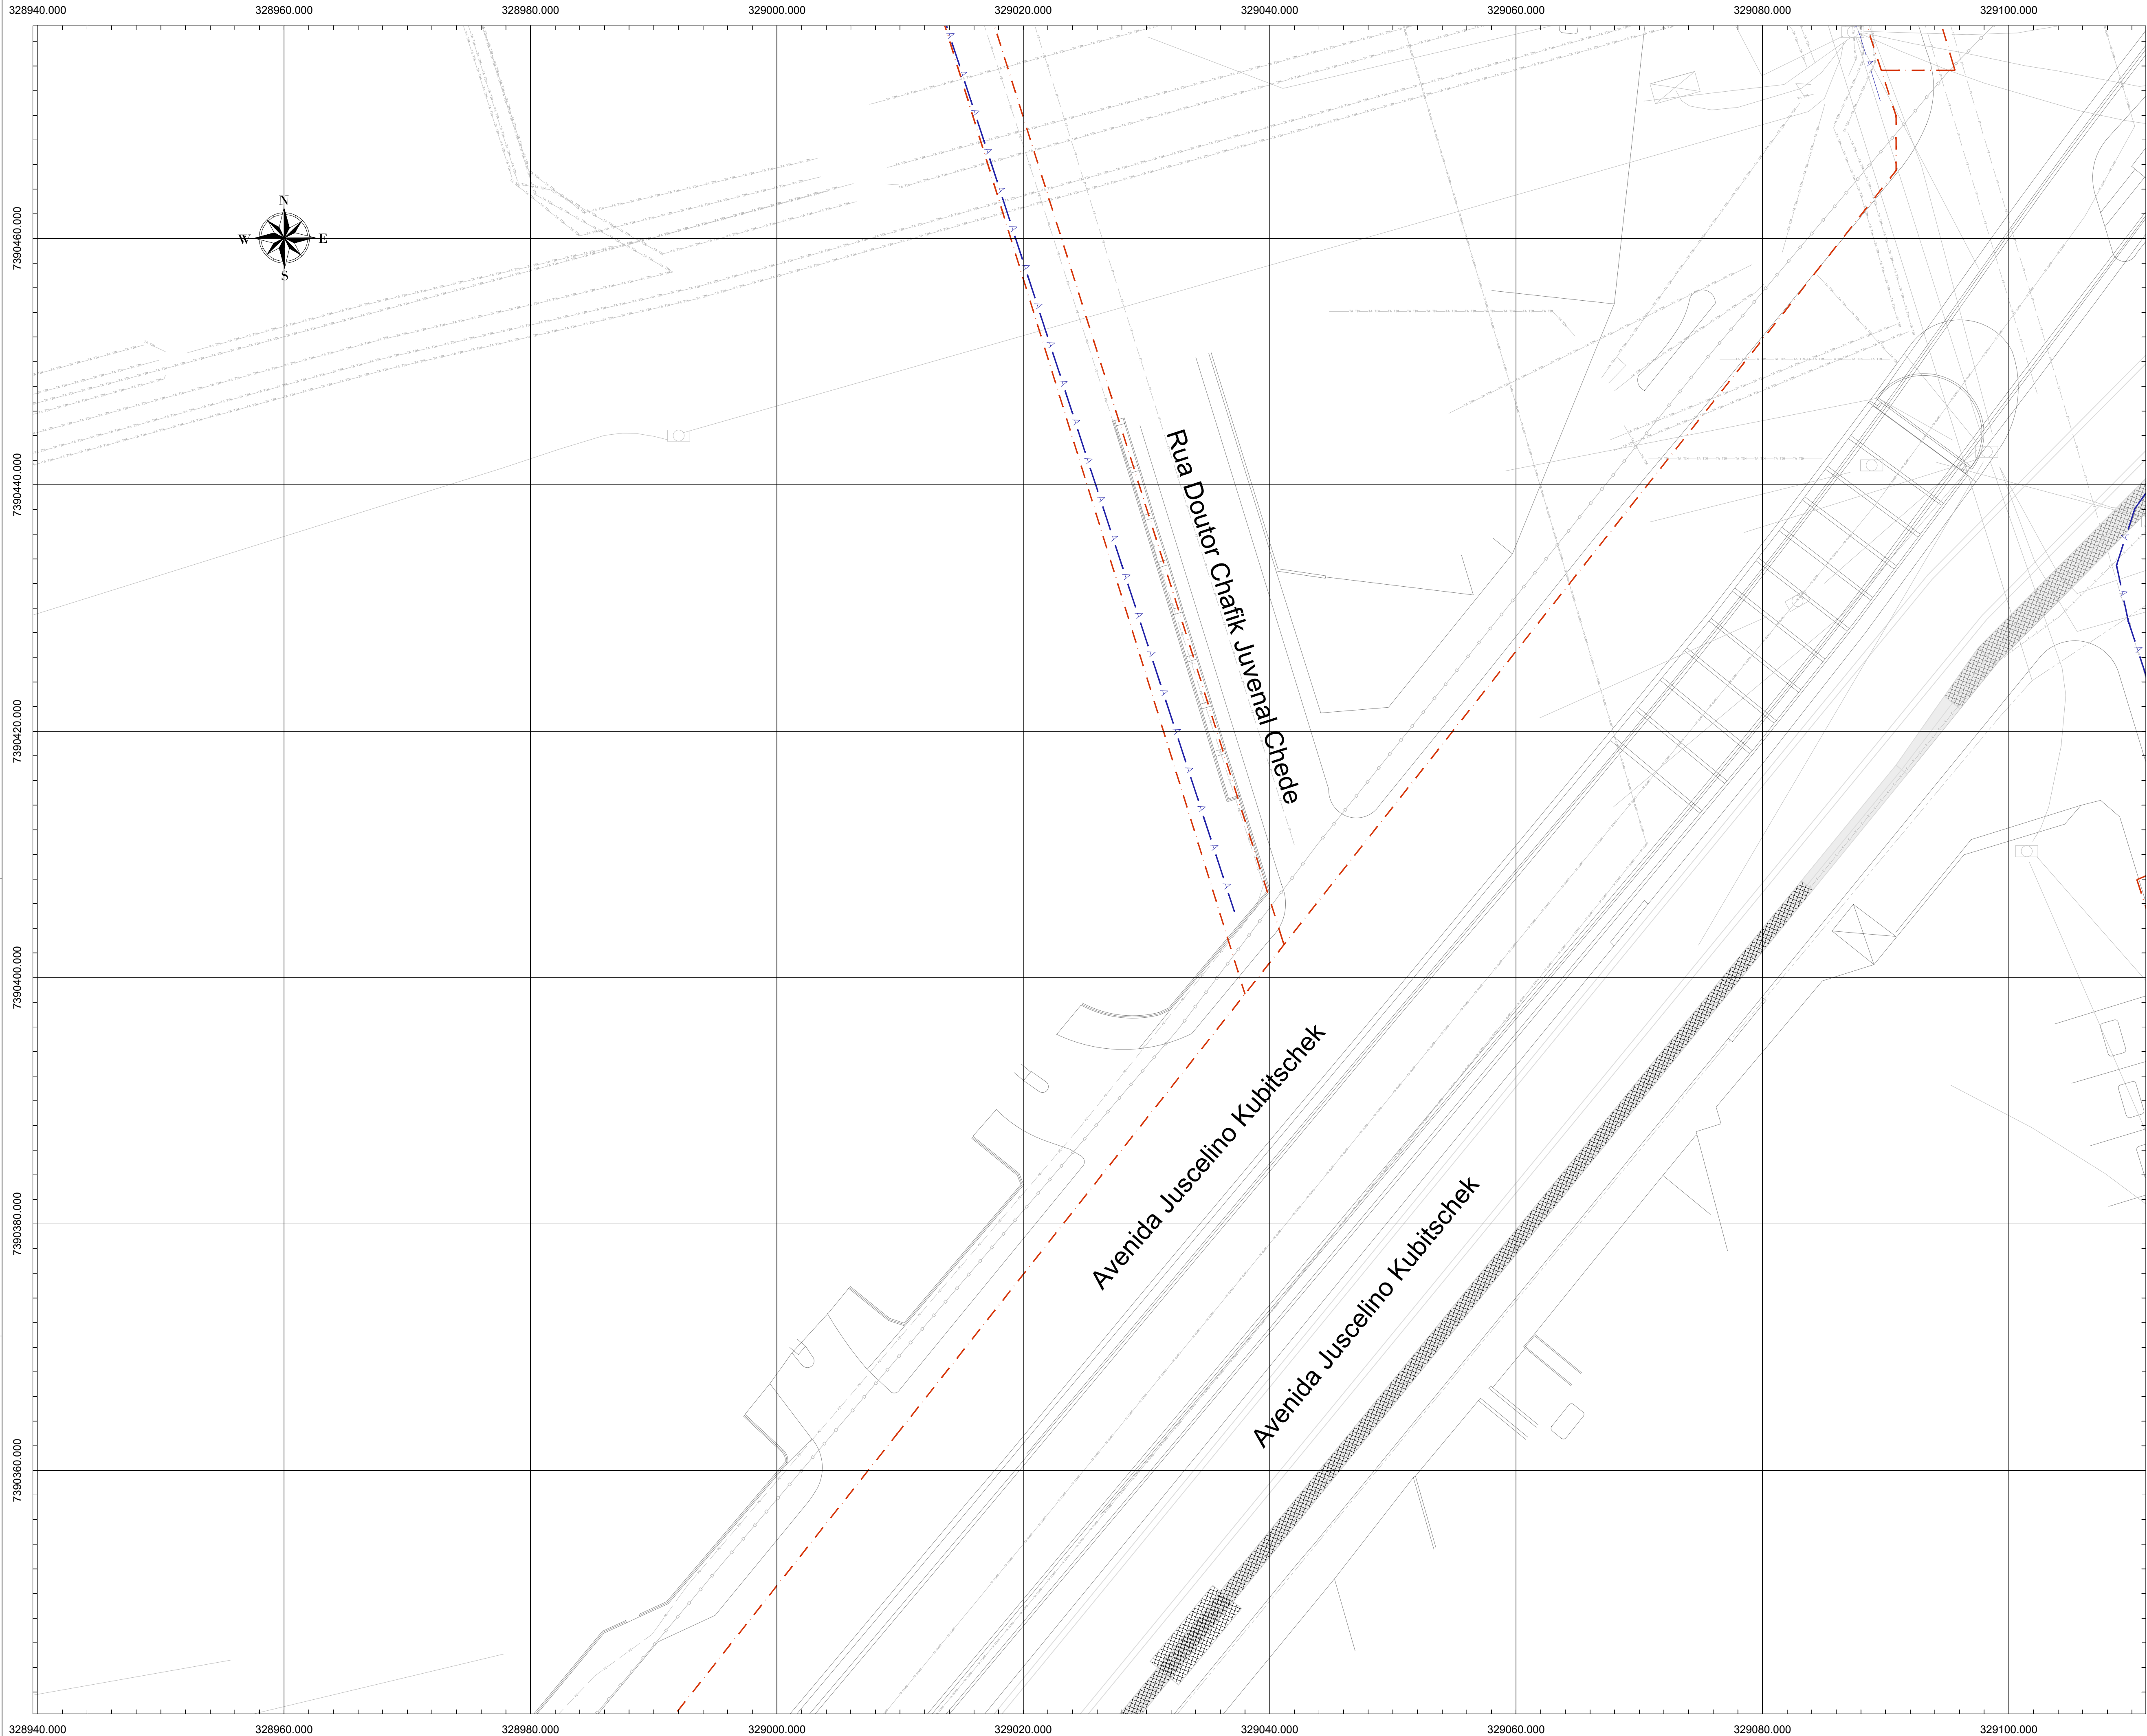 328940.000 328960.000 328980.000 329000.000 329020.000 329040.000 329060.000 329080.000 329100.000
7390460.000
N
W E
S
7390440.000
Rua Doutor Chafik Juvenal Chede
7390420.000
7390400.000
Avenida Juscelino Kubitschek
7390380.000
Avenida Juscelino Kubitschek
7390360.000
328940.000 328960.000 328980.000 329000.000 329020.000 329040.000 329060.000 329080.000 329100.000